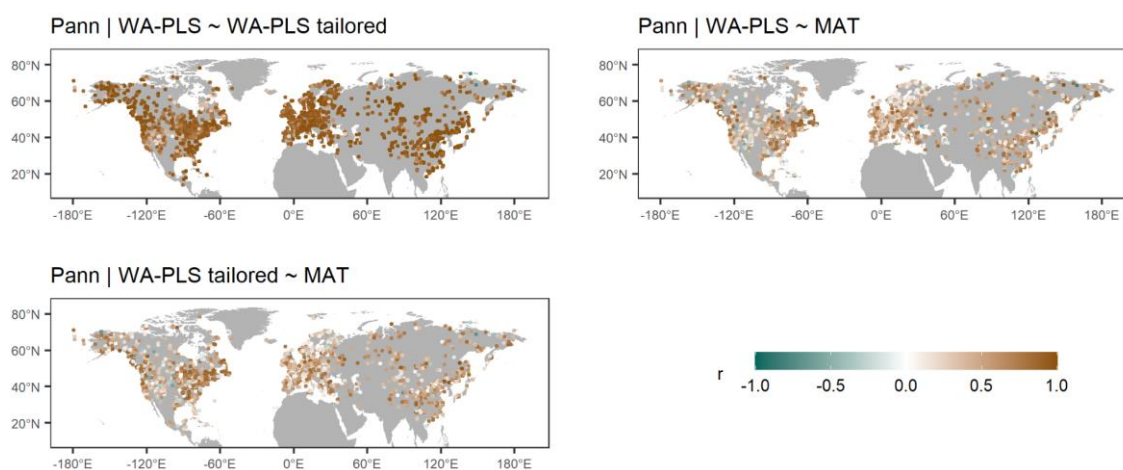 Pann | WA-PLS ~ WA-PLS tailored
80°N
60°N
40°N
20°N
-180°E -120°E -60°E 0°E 60°E 120°E 180°E
Pann | WA-PLS ~ MAT
80°N
60°N
40°N
20°N
-180°E -120°E -60°E 0°E 60°E 120°E 180°E
Pann | WA-PLS tailored ~ MAT
80°N
60°N
40°N
20°N
-180°E -120°E -60°E 0°E 60°E 120°E 180°E
r
-1.0 -0.5 0.0 0.5 1.0